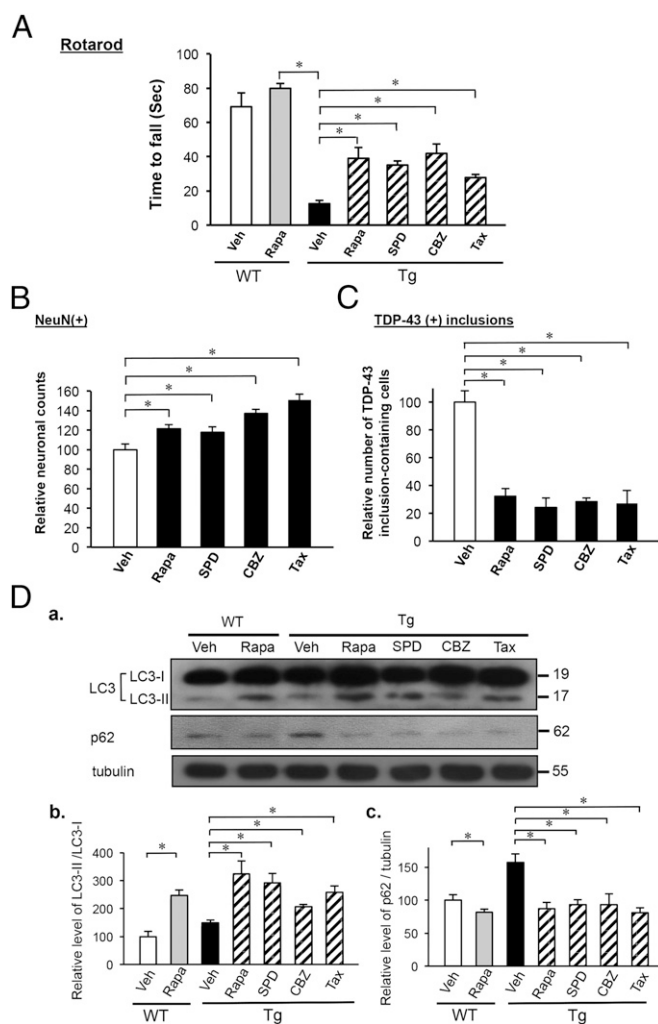 A
Rotarod
Time to fall (Sec)
100
80
60
40
20
0
*
*
*
*
*
Veh Rapa Veh Rapa SPD CBZ Tax
WT Tg
B
NeuN(+)
Relative neuronal counts
160
140
120
100
80
60
40
20
0
*
*
*
*
Veh Rapa SPD CBZ Tax
C
TDP-43 (+) inclusions
Relative number of TDP-43
inclusion-containing cells
100
80
60
40
20
0
*
*
*
*
Veh Rapa SPD CBZ Tax
D
a.
WT Tg
Veh Rapa Veh Rapa SPD CBZ Tax
LC3 LC3-I 19
LC3-II 17
p62 62
tubulin 55
b.
Relative level of LC3-II /LC3-I
400
300
200
100
0
*
*
*
*
*
Veh Rapa Veh Rapa SPD CBZ Tax
WT Tg
c.
Relative level of p62 / tubulin
150
100
50
0
*
*
*
*
*
Veh Rapa Veh Rapa SPD CBZ Tax
WT Tg